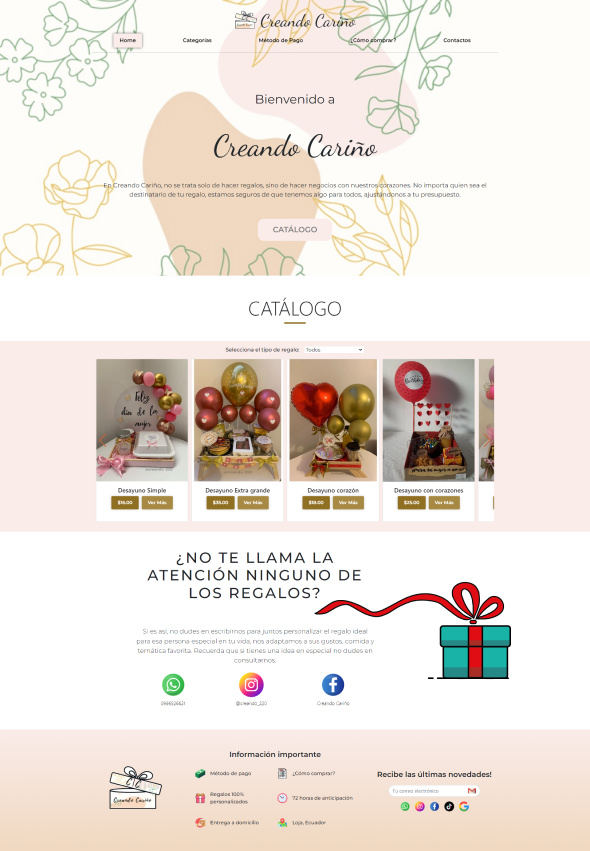 Creando Cariño
Home Categorías Método de Pago ¿Cómo comprar? Contactos
Bienvenido a
Creando Cariño
En Creando Cariño, no se trata solo de hacer regalos, sino de hacer negocios con nuestros corazones. No importa quien sea el
destinatario de tu regalo, estamos seguros de que tenemos algo para todos, ajustándonos a tu presupuesto.
CATÁLOGO
CATÁLOGO
Selecciona el tipo de regalo: Todos
Feliz
día de la
mujer
Desayuno Simple
$16.00 Ver Más
Desayuno Extra grande
$35.00 Ver Más
Desayuno corazón
$18.00 Ver Más
Desayuno con corazones
$25.00 Ver Más
¿NO TE LLAMA LA
ATENCIÓN NINGUNO DE
LOS REGALOS?
Si es así, no dudes en escribirnos para juntos personalizar el regalo ideal
para esa persona especial en tu vida, nos adaptamos a sus gustos, comida y
temática favorita. Recuerda que si tienes una idea en especial no dudes en
consultarnos.
@creando_220
Creando Cariño
Creando Cariño
Información importante
Método de pago
¿Cómo comprar?
Regalos 100%
personalizados
72 horas de anticipación
Entrega a domicilio
Loja, Ecuador
Recibe las últimas novedades!
Tu correo electrónico